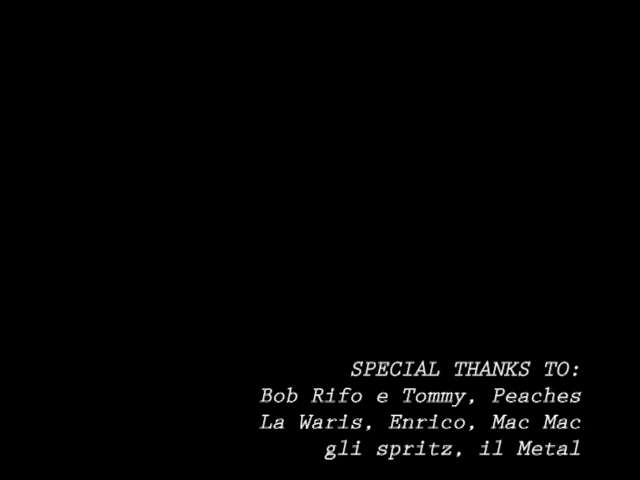 SPECIAL THANKS TO:
Bob Rifo e Tommy, Peaches
La Waris, Enrico, Mac Mac
gli spritz, il Metal